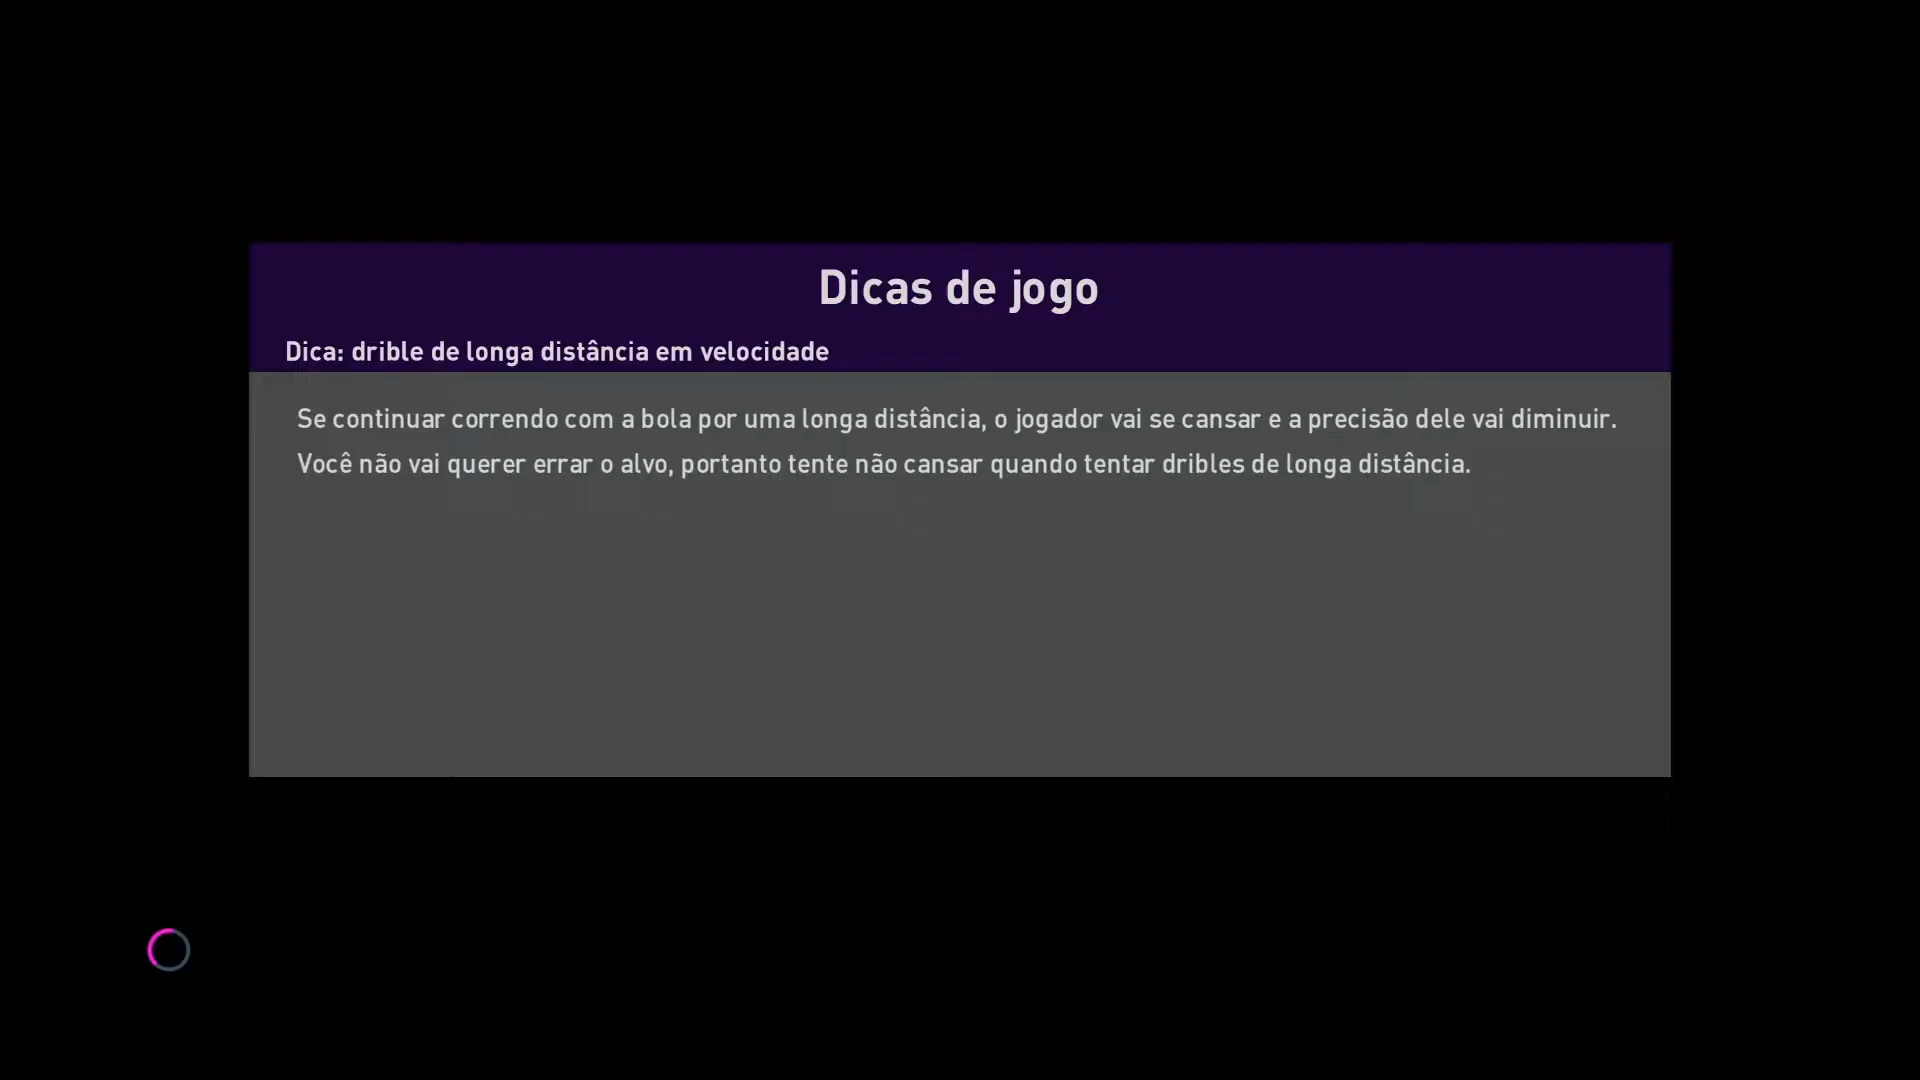 Dicas de jogo
Dica: drible de longa distância em velocidade
Se continuar correndo com a bola por uma longa distância, o jogador vai se cansar e a precisão dele vai diminuir.
Você não vai querer errar o alvo, portanto tente não cansar quando tentar dribles de longa distância.